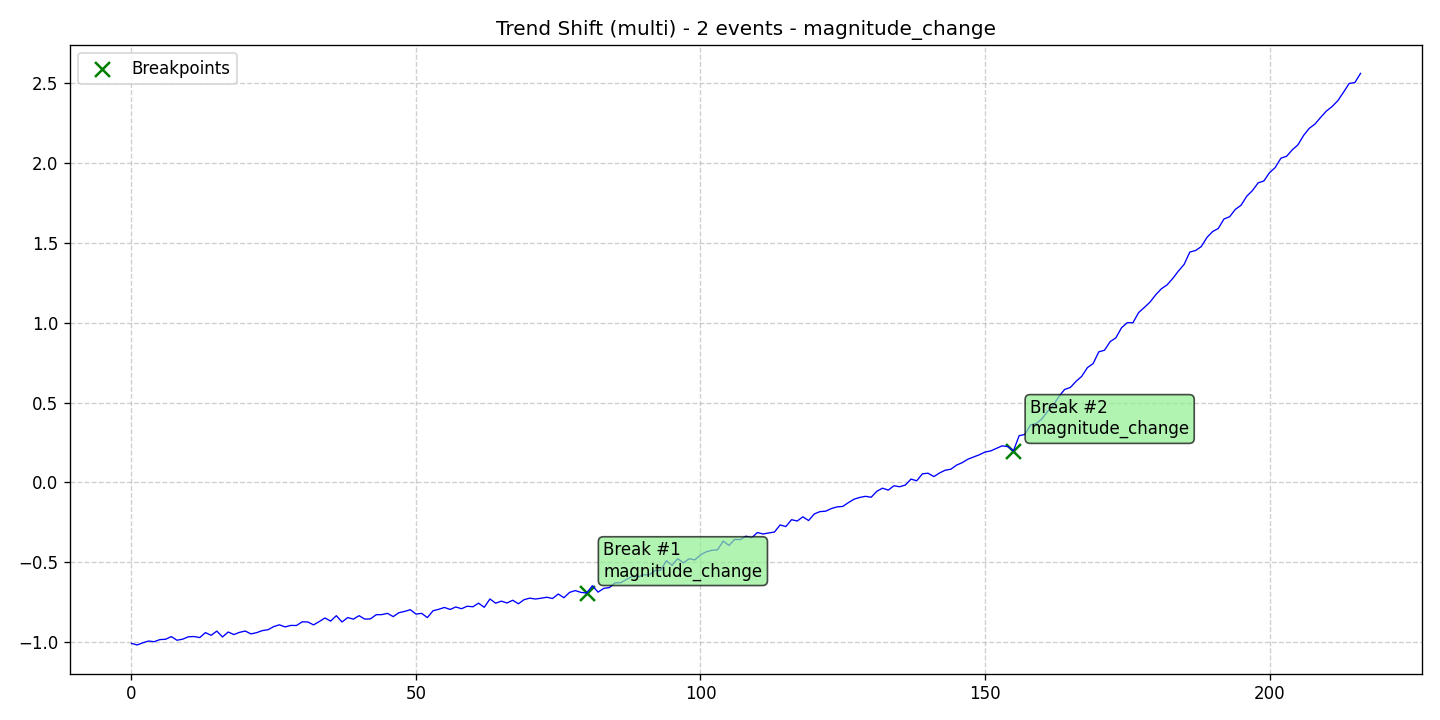 Trend Shift (multi) - 2 events - magnitude_change
Breakpoints
2.5
2.0
1.5
1.0
0.5
0.0
−0.5
−1.0
Break #2
magnitude_change
Break #1
magnitude_change
0
50
100
150
200